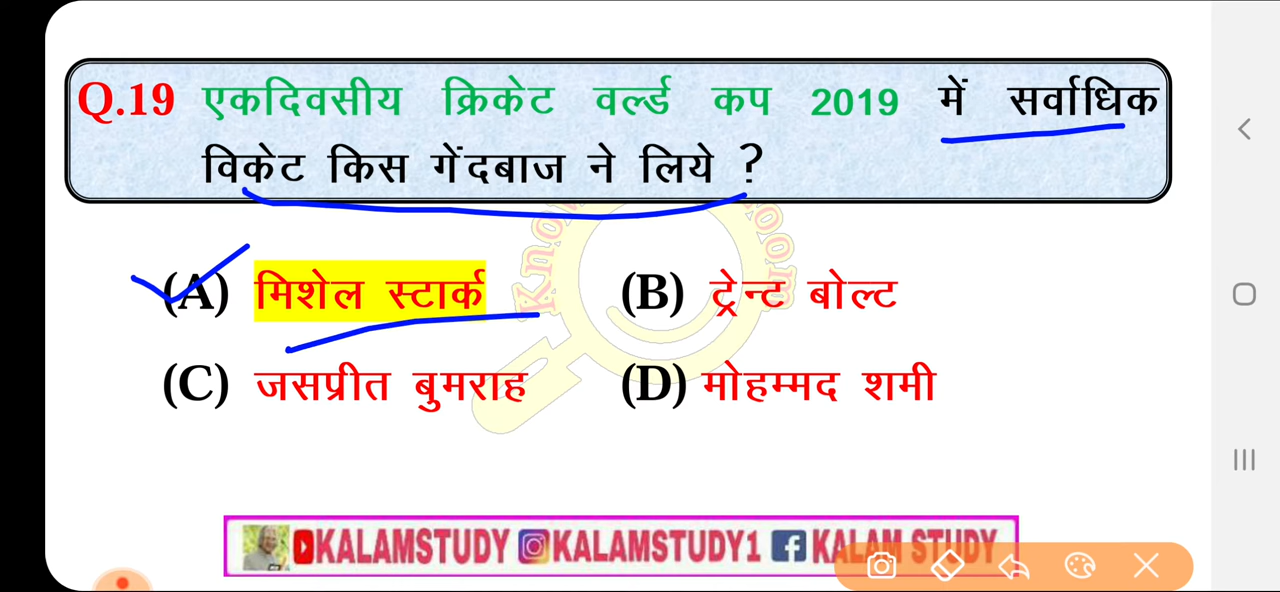 Q.19 एकदिवसीय क्रिकेट वर्ल्ड कप 2019 में सर्वाधिक
विकेट किस गेंदबाज ने लिये ?
(A) मिशेल स्टार्क (B) ट्रेन्ट बोल्ट
(C) जसप्रीत बुमराह (D) मोहम्मद शमी
KALAMSTUDY KALAMSTUDY1 KALAM STUDY